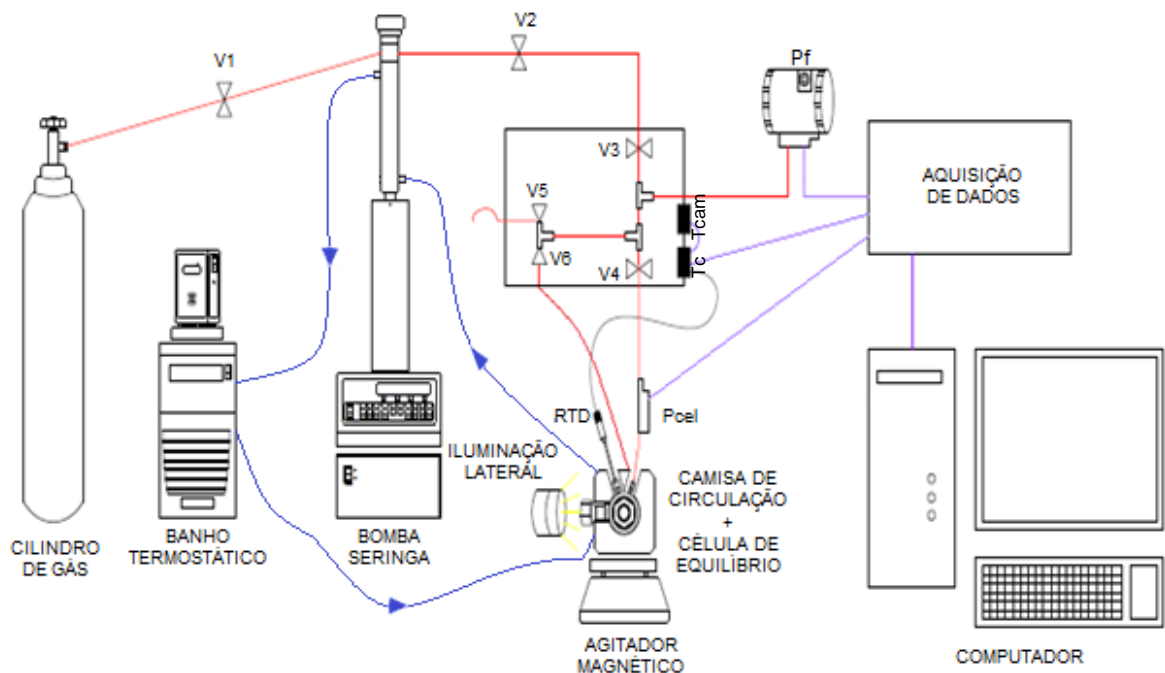 V1
V2
Pf
V3
V5
V6
V4
Tcam
Tc
AQUISIÇÃO
DE DADOS
RTD
Pcel
ILUMINAÇÃO
LATERAL
CAMISA DE
CIRCULAÇÃO
+
CÉLULA DE
EQUILÍBRIO
CILINDRO
DE GÁS
BANHO
TERMOSTÁTICO
BOMBA
SERINGA
AGITADOR
MAGNÉTICO
COMPUTADOR